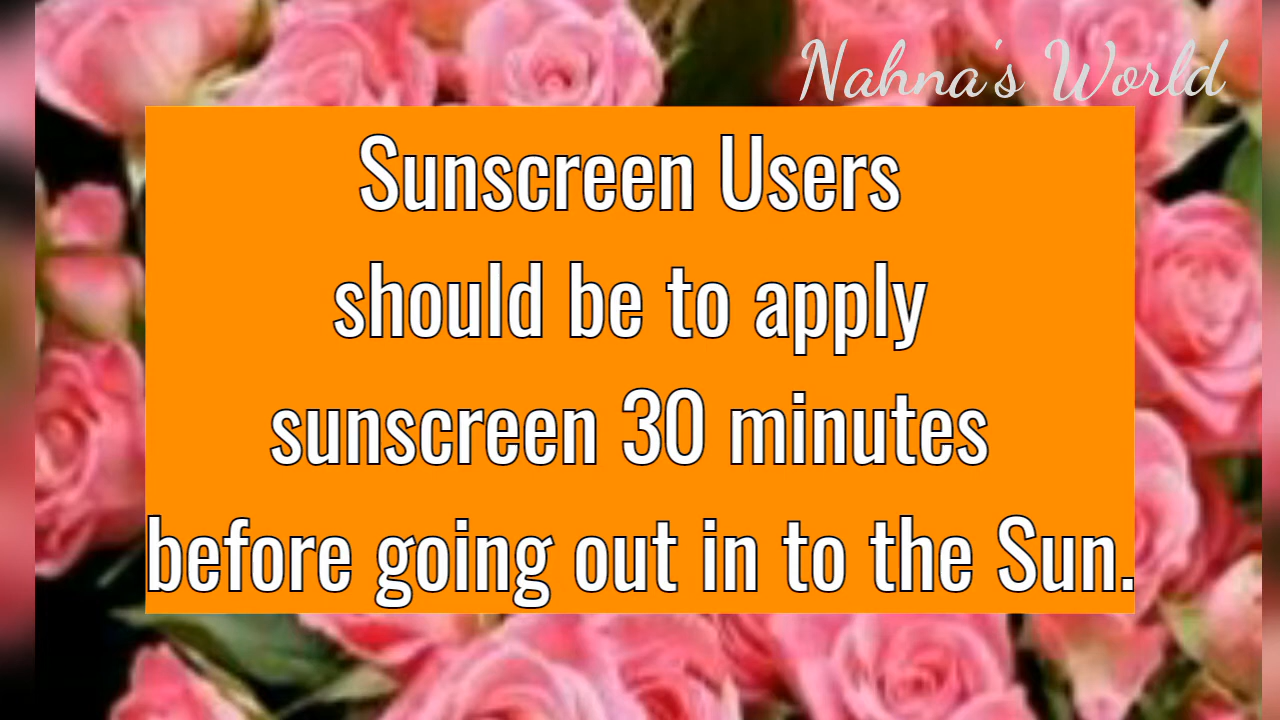 Nahna's World
Sunscreen Users
should be to apply
sunscreen 30 minutes
before going out in to the Sun.